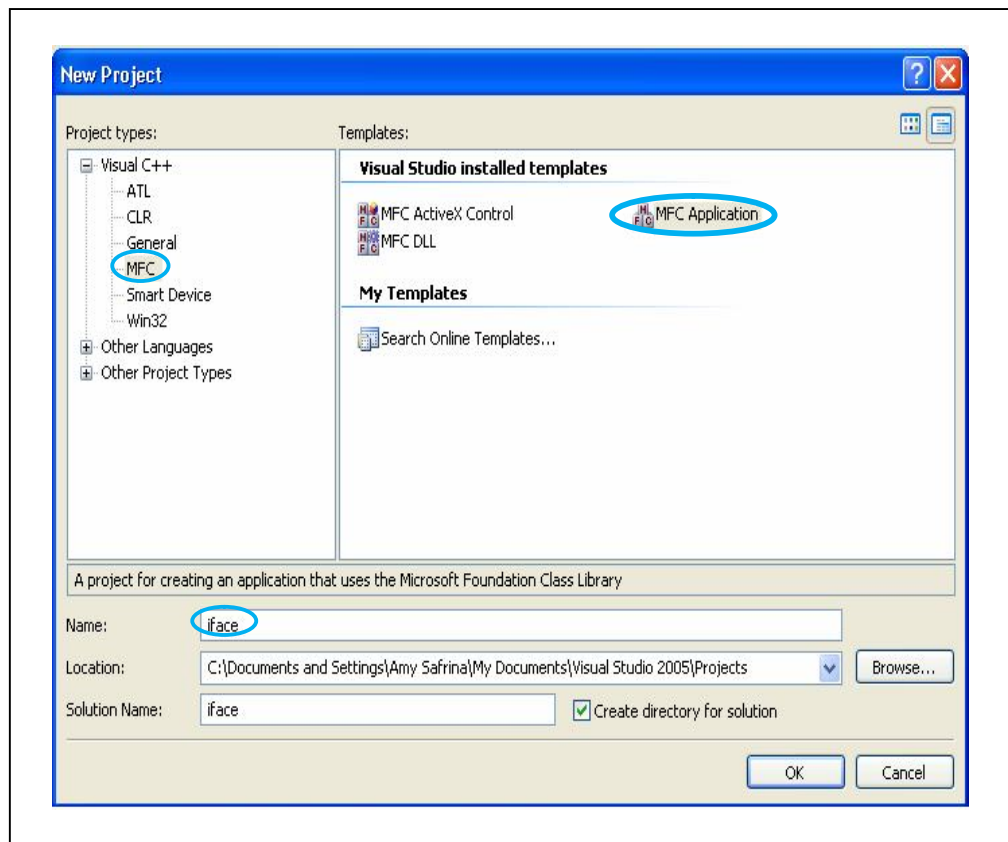 New Project
Project types:
Templates:
Visual C++
ATL
CLR
General
MFC
Smart Device
Win32
Other Languages
Other Project Types
Visual Studio installed templates
MFC ActiveX Control
MFC Application
MFC DLL
My Templates
Search Online Templates...
A project for creating an application that uses the Microsoft Foundation Class Library
Name: iface
Location: C:\Documents and Settings\Amy Safrina\My Documents\Visual Studio 2005\Projects Browse...
Solution Name: iface Create directory for solution
OK Cancel